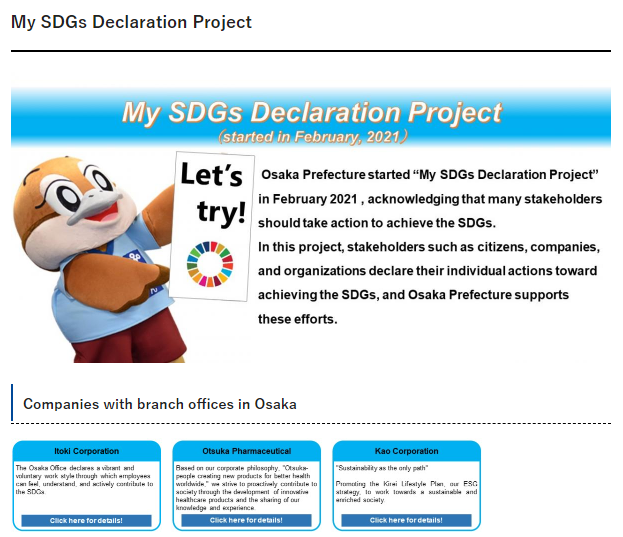 My SDGs Declaration Project
My SDGs Declaration Project
(started in February, 2021)
Let's
try!
Osaka Prefecture started “My SDGs Declaration Project”
in February 2021 , acknowledging that many stakeholders
should take action to achieve the SDGs.
In this project, stakeholders such as citizens, companies,
and organizations declare their individual actions toward
achieving the SDGs, and Osaka Prefecture supports
these efforts.
Companies with branch offices in Osaka
Itoki Corporation
The Osaka Office declares a vibrant and
voluntary work style through which employees
can feel, understand, and actively contribute to
the SDGs.
Click here for details!
Otsuka Pharmaceutical
Based on our corporate philosophy, "Otsuka-
people creating new products for better health
worldwide," we strive to proactively contribute to
society through the development of innovative
healthcare products and the sharing of our
knowledge and experience.
Click here for details!
Kao Corporation
"Sustainability as the only path"
Promoting the Kirei Lifestyle Plan, our ESG
strategy, to work towards a sustainable and
enriched society.
Click here for details!